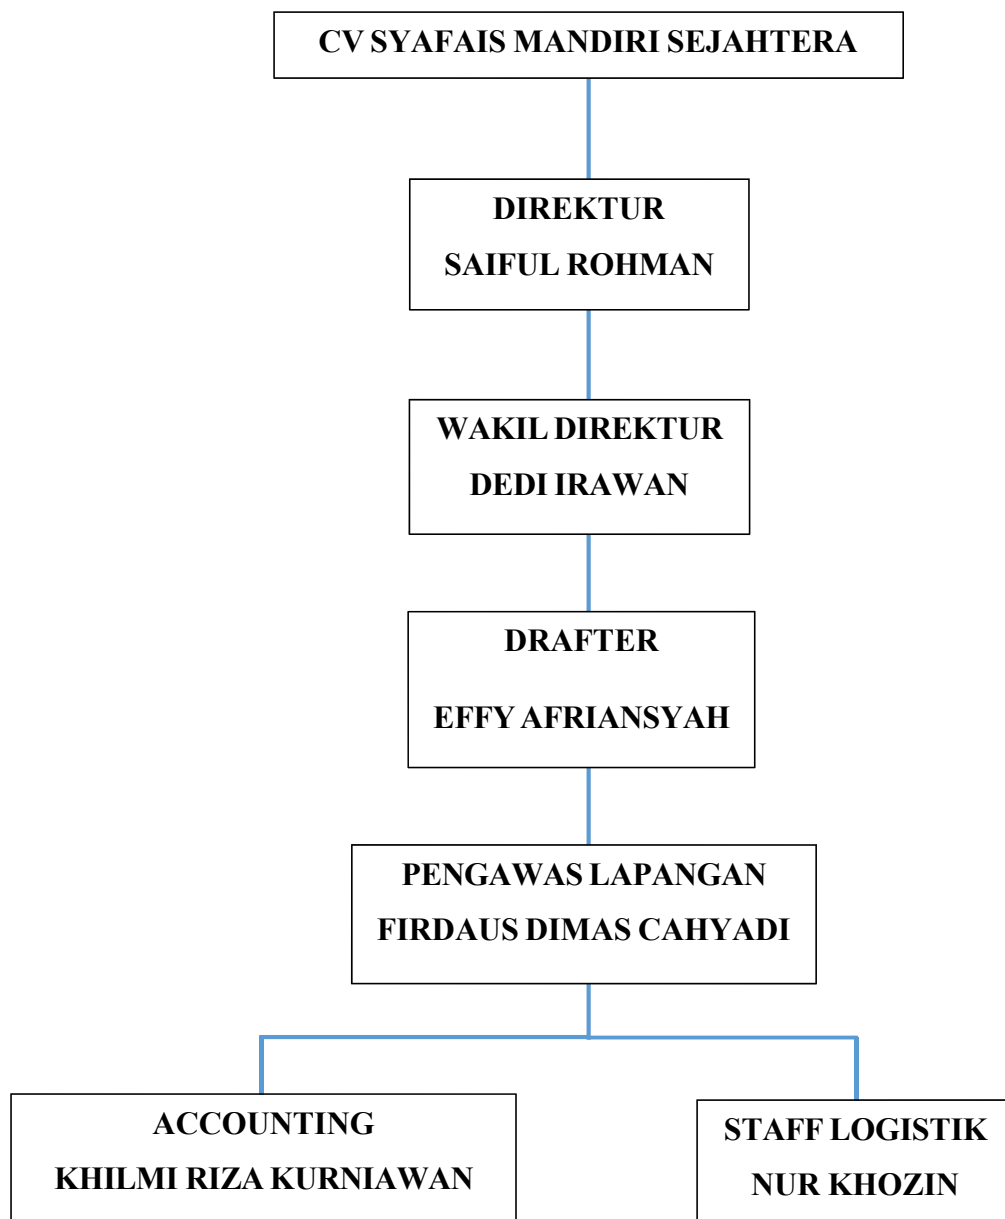 CV SYAFAIS MANDIRI SEJAHTERA
DIREKTUR
SAIFUL ROHMAN
WAKIL DIREKTUR
DEDI IRAWAN
DRAFTER
EFFY AFRIANSYAH
PENGAWAS LAPANGAN
FIRDAUS DIMAS CAHYADI
ACCOUNTING
KHILMI RIZA KURNIAWAN
STAFF LOGISTIK
NUR KHOZIN